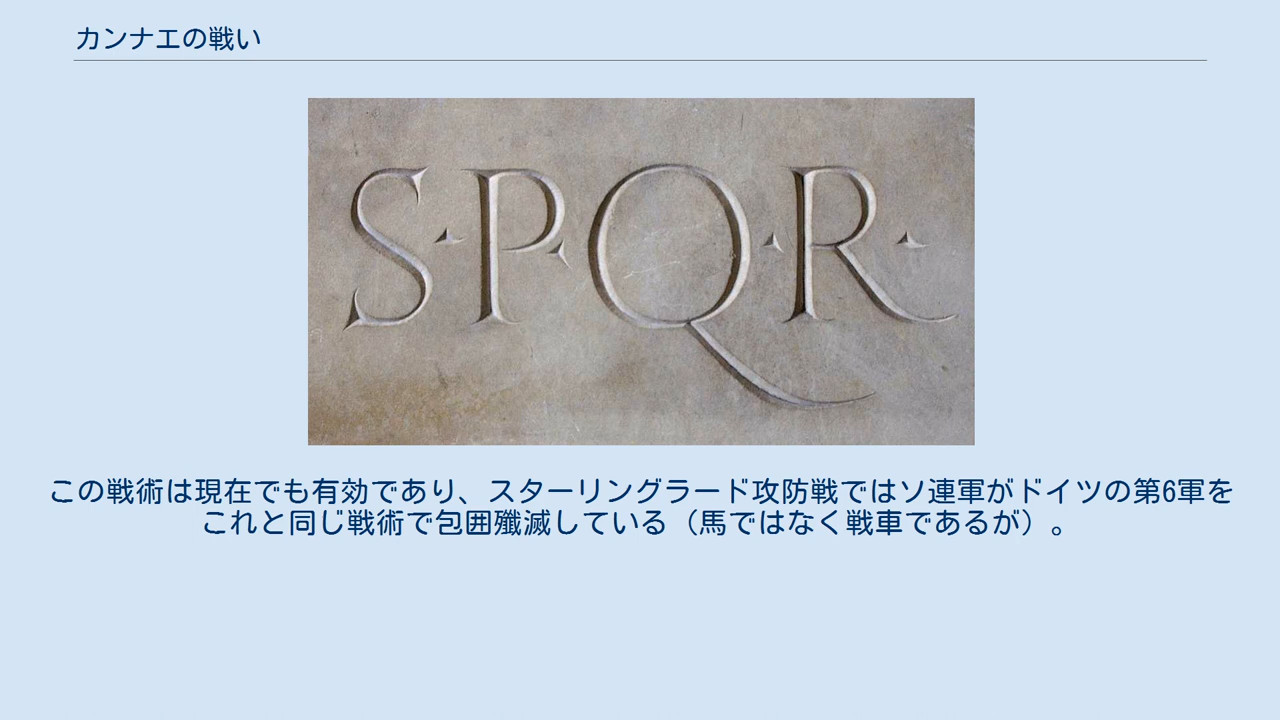 カンナエの戦い
S·P·Q·R·
この戦術は現在でも有効であり、スターリングラード攻防戦ではソ連軍がドイツの第6軍を
これと同じ戦術で包囲殲滅している（馬ではなく戦車であるが）。